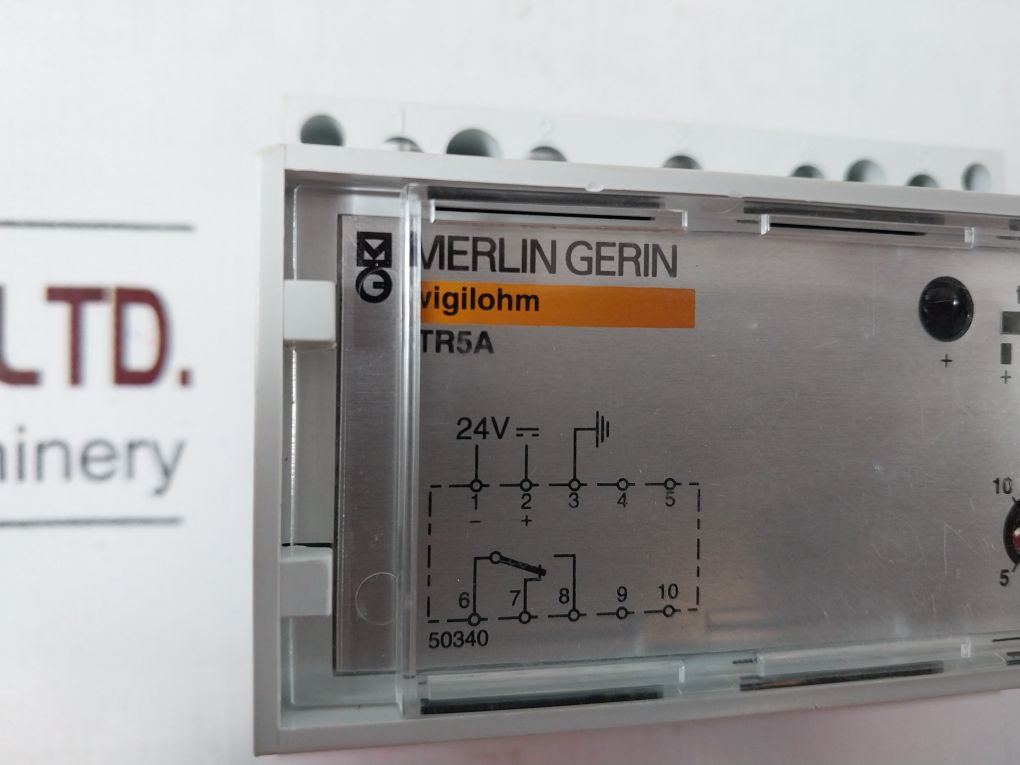 LTD.
hinery
MERLIN GERIN
vigilohm
TR5A
24V
1 2 3 4 5
- +
6 7 8 9 10
50340
+
+
10
5